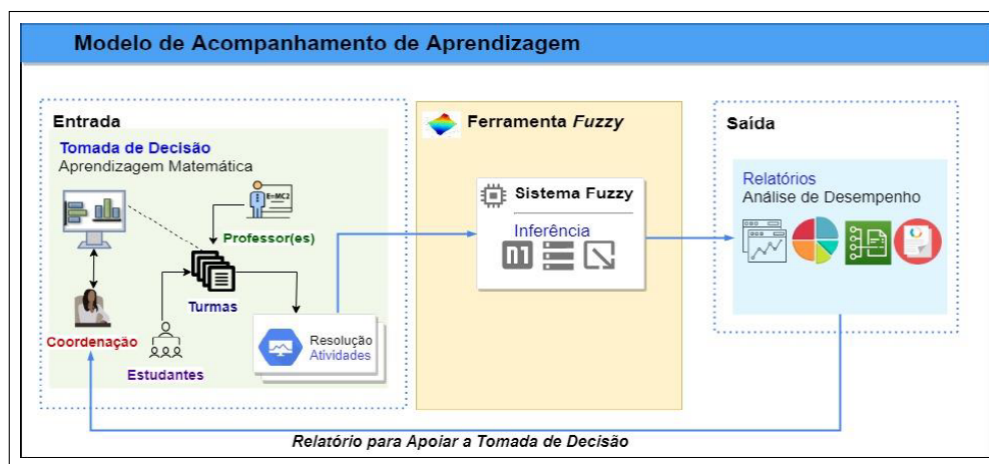 Modelo de Acompanhamento de Aprendizagem
Entrada
Tomada de Decisão
Aprendizagem Matemática
E=MC2
Professor(es)
Turmas
Coordenação
Estudantes
Resolução
Atividades
Ferramenta Fuzzy
Sistema Fuzzy
Inferência
Saída
Relatórios
Análise de Desempenho
Relatório para Apoiar a Tomada de Decisão